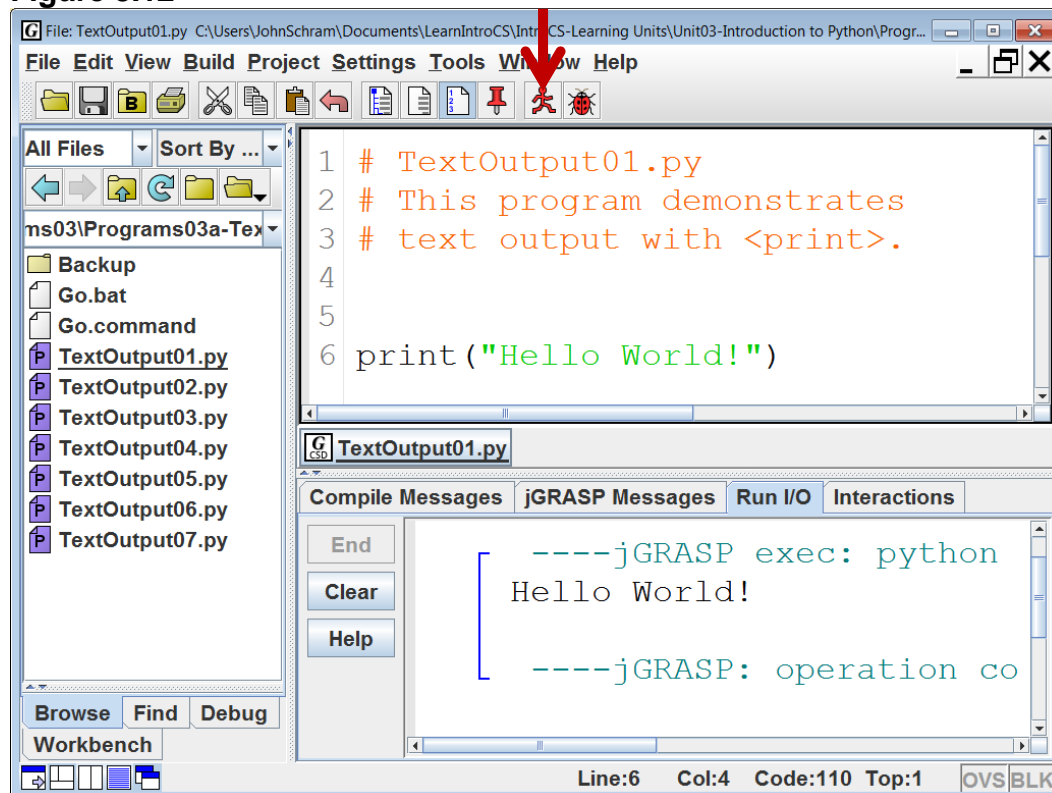 File: TextOutput01.py C:\Users\JohnSchram\Documents\LearnIntroCS\IntroCS-Learning Units\Unit03-Introduction to Python\Progr...
File Edit View Build Project Settings Tools Window Help
All Files Sort By ...
ms03\Programs03a-Tex
Backup
Go.bat
Go.command
TextOutput01.py
TextOutput02.py
TextOutput03.py
TextOutput04.py
TextOutput05.py
TextOutput06.py
TextOutput07.py
Browse Find Debug
Workbench
1 # TextOutput01.py
2 # This program demonstrates
3 # text output with <print>.
4
5
6 print("Hello World!")
G CSD TextOutput01.py
Compile Messages jGRASP Messages Run I/O Interactions
End
Clear
Help
----jGRASP exec: python
Hello World!
----jGRASP: operation co
Line:6 Col:4 Code:110 Top:1 OVS BLK